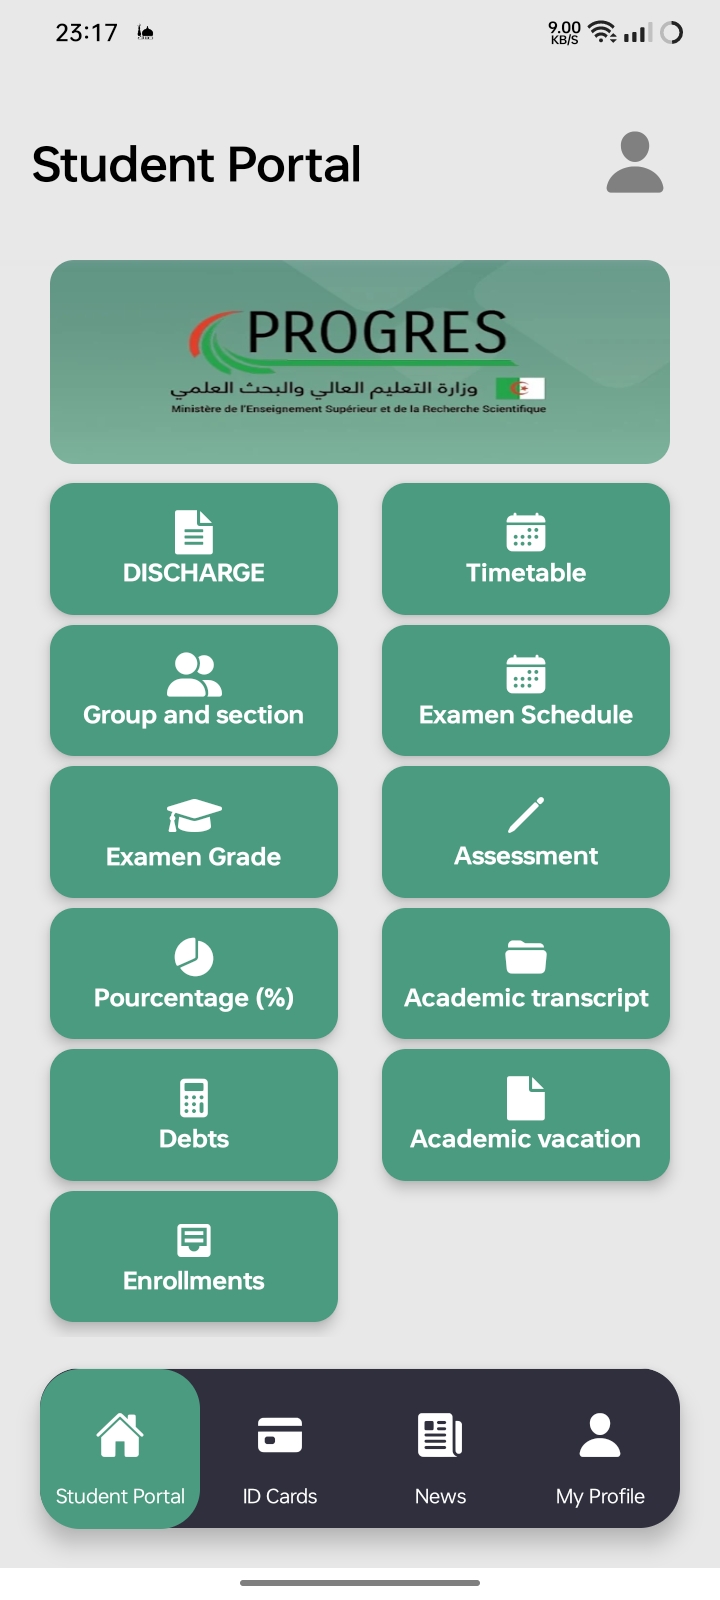 23:17
9.00
KB/S
Student Portal
PROGRES
وزارة التعليم العالي والبحث العلمي
Ministère de l'Enseignement Supérieur et de la Recherche Scientifique
DISCHARGE
Timetable
Group and section
Examen Schedule
Examen Grade
Assessment
Pourcentage (%)
Academic transcript
Debts
Academic vacation
Enrollments
Student Portal
ID Cards
News
My Profile